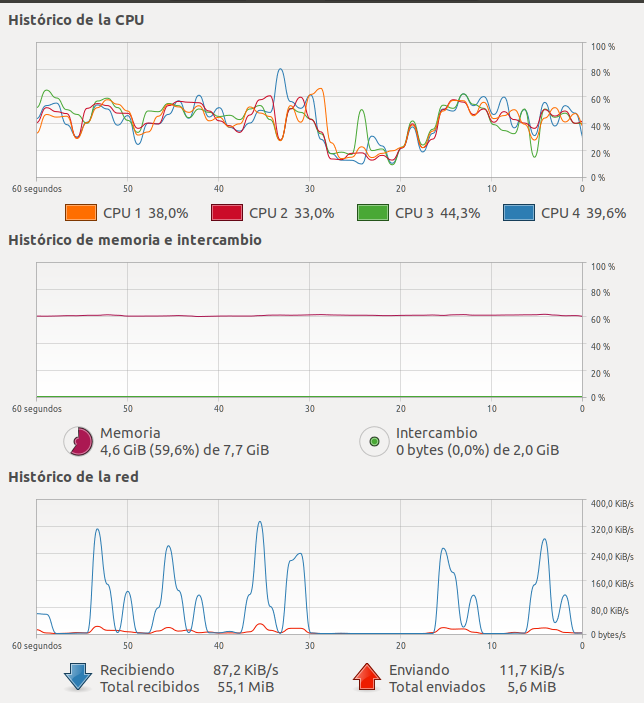 Histórico de la CPU
100 %
80 %
60 %
40 %
20 %
0 %
60 segundos 50 40 30 20 10 0
CPU 1 38,0% CPU 2 33,0% CPU 3 44,3% CPU 4 39,6%
Histórico de memoria e intercambio
100 %
80 %
60 %
40 %
20 %
0 %
60 segundos 50 40 30 20 10 0
Memoria
4,6 GiB (59,6%) de 7,7 GiB
Intercambio
0 bytes (0,0%) de 2,0 GiB
Histórico de la red
400,0 KiB/s
320,0 KiB/s
240,0 KiB/s
160,0 KiB/s
80,0 KiB/s
0 bytes/s
60 segundos 50 40 30 20 10 0
Recibiendo 87,2 KiB/s
Total recibidos 55,1 MiB
Enviando 11,7 KiB/s
Total enviados 5,6 MiB